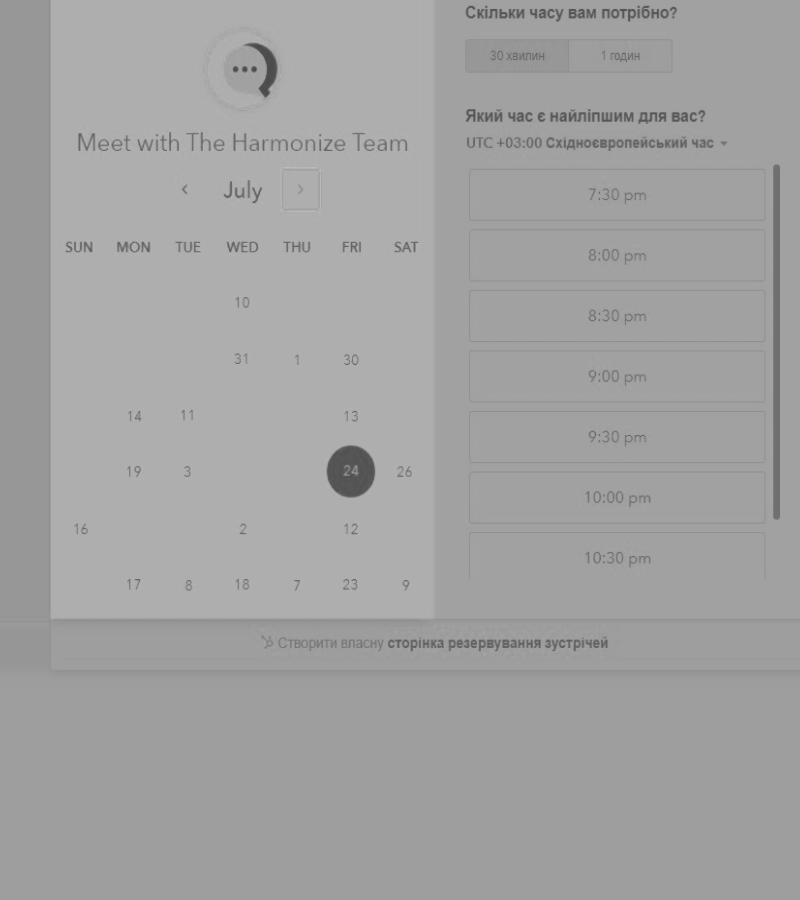 Meet with The Harmonize Team
July
SUN MON TUE WED THU FRI SAT
10
31 1 30
14 11 13
19 3 24 26
16 2 12
17 8 18 7 23 9
Скільки часу вам потрібно?
30 хвилин 1 годин
Який час є найліпшим для вас?
UTC +03:00 Східноєвропейський час
7:30 pm
8:00 pm
8:30 pm
9:00 pm
9:30 pm
10:00 pm
10:30 pm
Створити власну сторінка резервування зустрічей